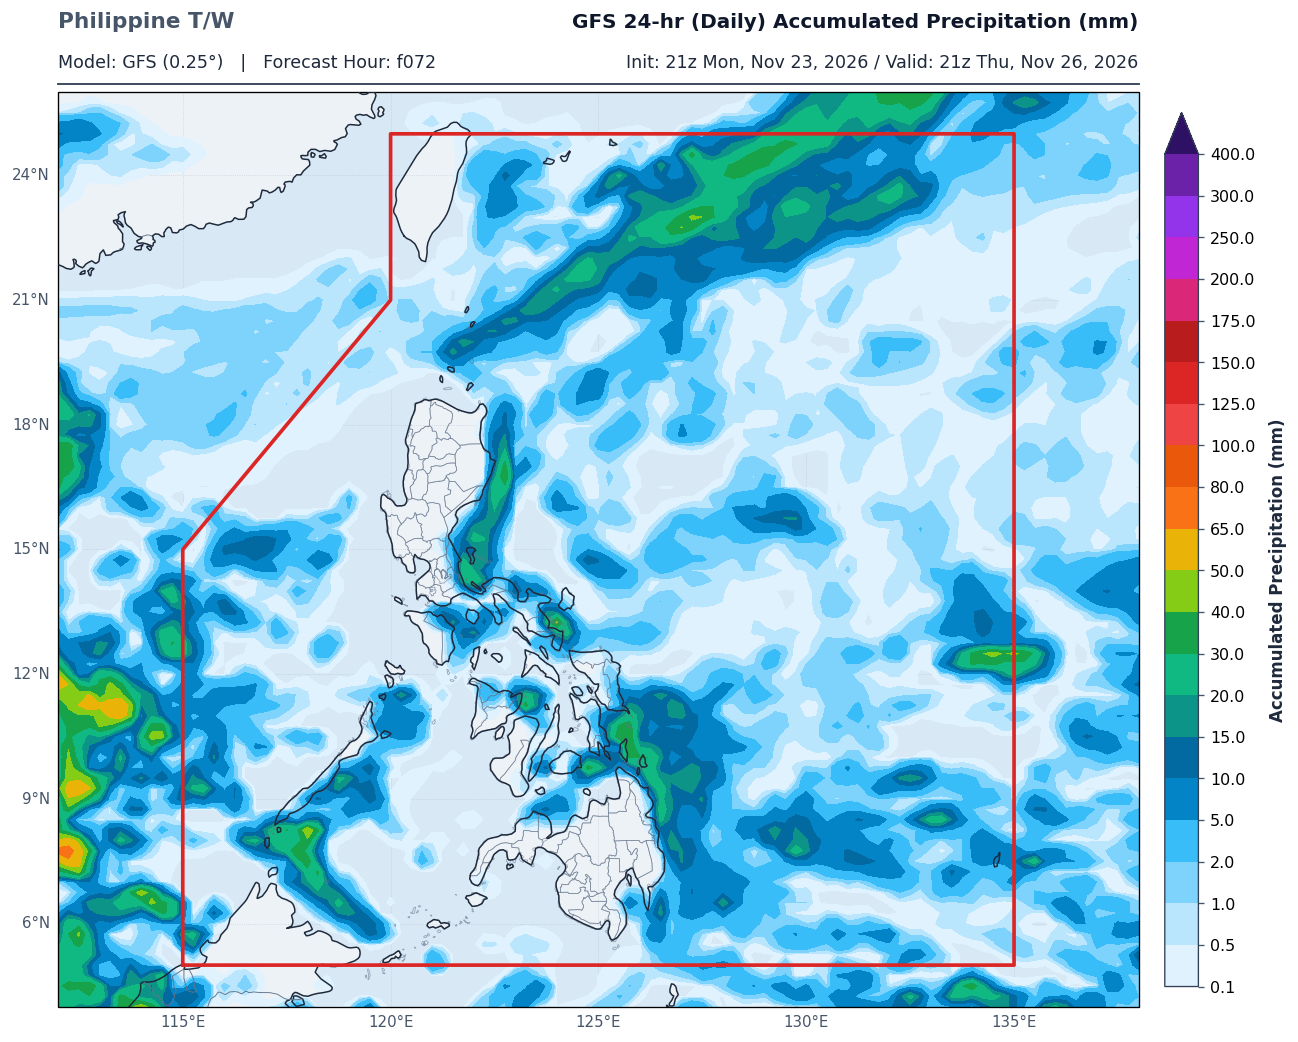 Philippine T/W
GFS 24-hr (Daily) Accumulated Precipitation (mm)
Model: GFS (0.25°)   |   Forecast Hour: f072
Init: 21z Mon, Nov 23, 2026 / Valid: 21z Thu, Nov 26, 2026
24°N
21°N
18°N
15°N
12°N
9°N
6°N
115°E
120°E
125°E
130°E
135°E
400.0
300.0
250.0
200.0
175.0
150.0
125.0
100.0
80.0
65.0
50.0
40.0
30.0
20.0
15.0
10.0
5.0
2.0
1.0
0.5
0.1
Accumulated Precipitation (mm)